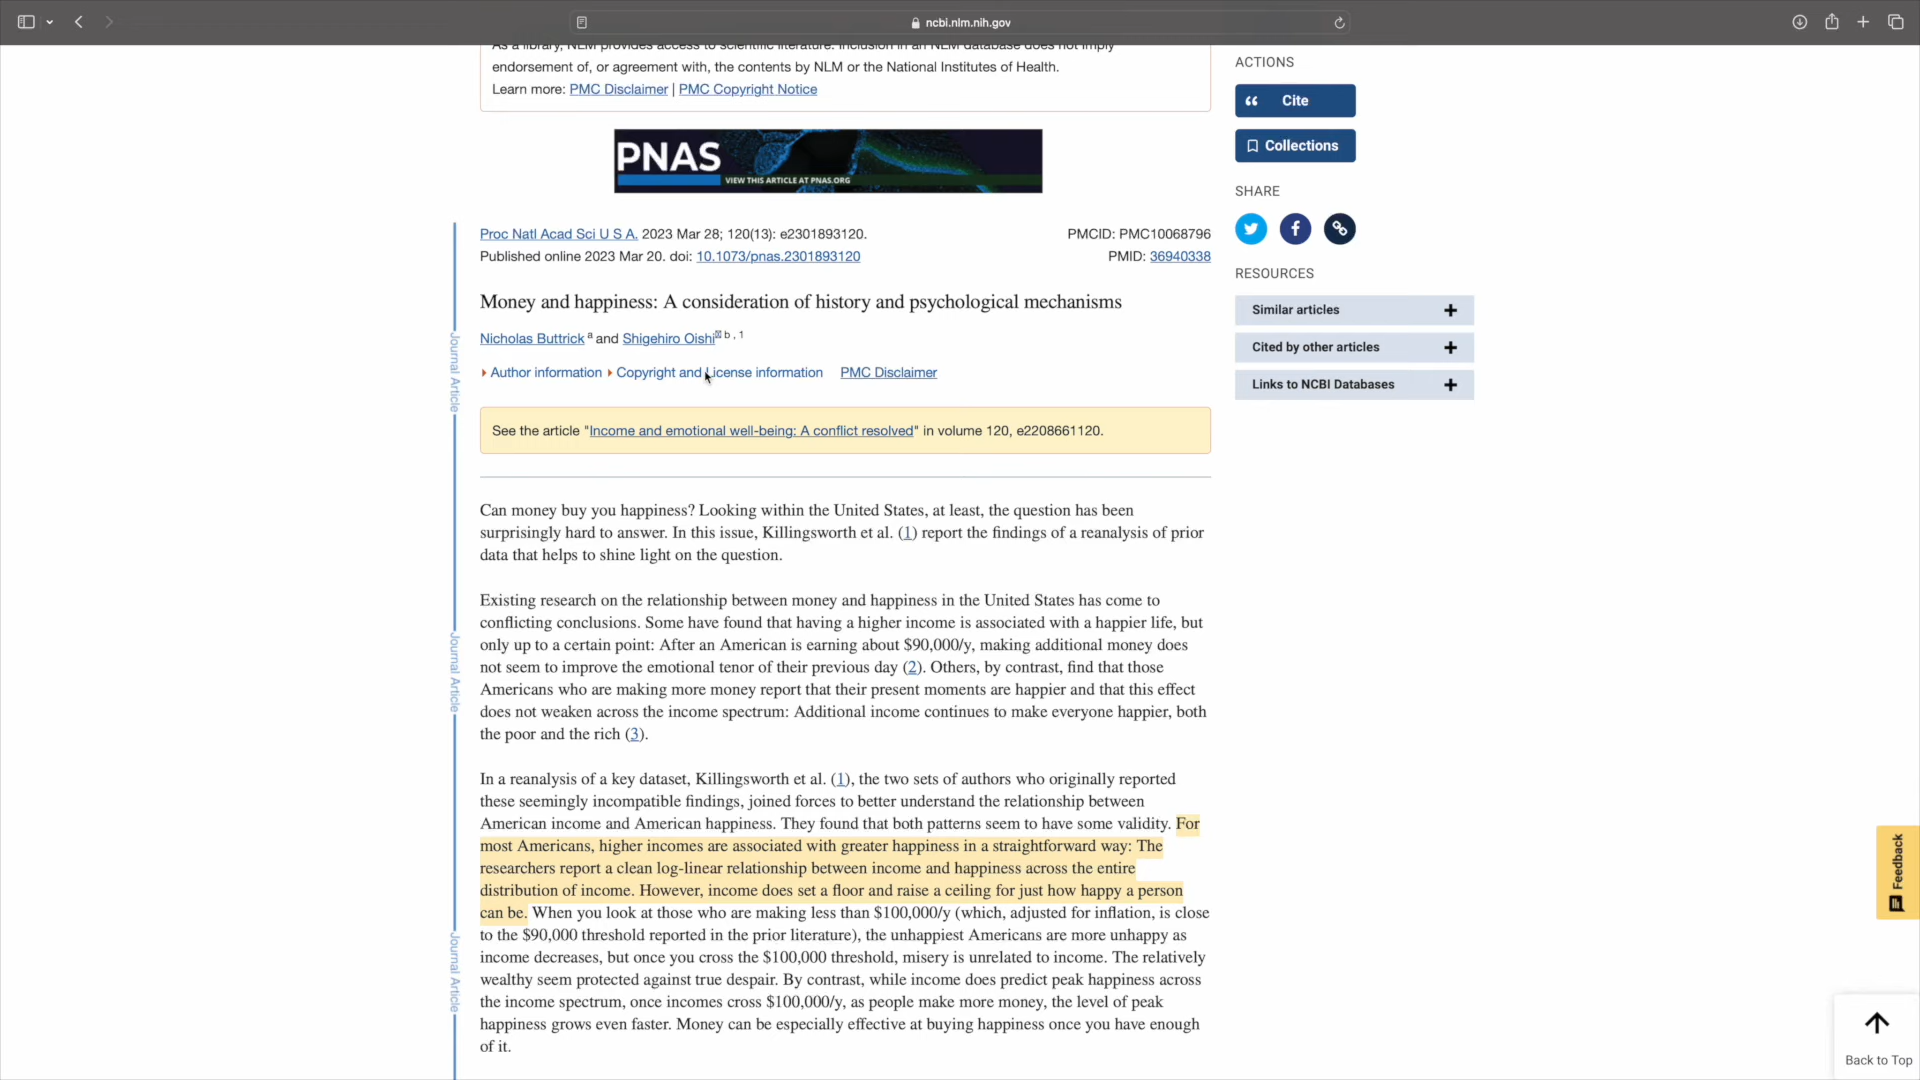 ncbi.nlm.nih.gov
As a library, NLM provides access to scientific literature. Inclusion in an NLM database does not imply
endorsement of, or agreement with, the contents by NLM or the National Institutes of Health.
Learn more: PMC Disclaimer | PMC Copyright Notice
PNAS
VIEW THIS ARTICLE AT PNAS.ORG
Proc Natl Acad Sci U S A. 2023 Mar 28; 120(13): e2301893120.
PMCID: PMC10068796
Published online 2023 Mar 20. doi: 10.1073/pnas.2301893120
PMID: 36940338
Money and happiness: A consideration of history and psychological mechanisms
Nicholas Buttrick a and Shigehiro Oishi b , 1
Author information Copyright and License information PMC Disclaimer
See the article "Income and emotional well-being: A conflict resolved" in volume 120, e2208661120.
Can money buy you happiness? Looking within the United States, at least, the question has been
surprisingly hard to answer. In this issue, Killingsworth et al. (1) report the findings of a reanalysis of prior
data that helps to shine light on the question.
Existing research on the relationship between money and happiness in the United States has come to
conflicting conclusions. Some have found that having a higher income is associated with a happier life, but
only up to a certain point: After an American is earning about $90,000/y, making additional money does
not seem to improve the emotional tenor of their previous day (2). Others, by contrast, find that those
Americans who are making more money report that their present moments are happier and that this effect
does not weaken across the income spectrum: Additional income continues to make everyone happier, both
the poor and the rich (3).
In a reanalysis of a key dataset, Killingsworth et al. (1), the two sets of authors who originally reported
these seemingly incompatible findings, joined forces to better understand the relationship between
American income and American happiness. They found that both patterns seem to have some validity. For
most Americans, higher incomes are associated with greater happiness in a straightforward way: The
researchers report a clean log-linear relationship between income and happiness across the entire
distribution of income. However, income does set a floor and raise a ceiling for just how happy a person
can be. When you look at those who are making less than $100,000/y (which, adjusted for inflation, is close
to the $90,000 threshold reported in the prior literature), the unhappiest Americans are more unhappy as
income decreases, but once you cross the $100,000 threshold, misery is unrelated to income. The relatively
wealthy seem protected against true despair. By contrast, while income does predict peak happiness across
the income spectrum, once incomes cross $100,000/y, as people make more money, the level of peak
happiness grows even faster. Money can be especially effective at buying happiness once you have enough
of it.
Journal Article
Journal Article
Journal Article
ACTIONS
Cite
Collections
SHARE
RESOURCES
Similar articles
Cited by other articles
Links to NCBI Databases
Feedback
Back to Top